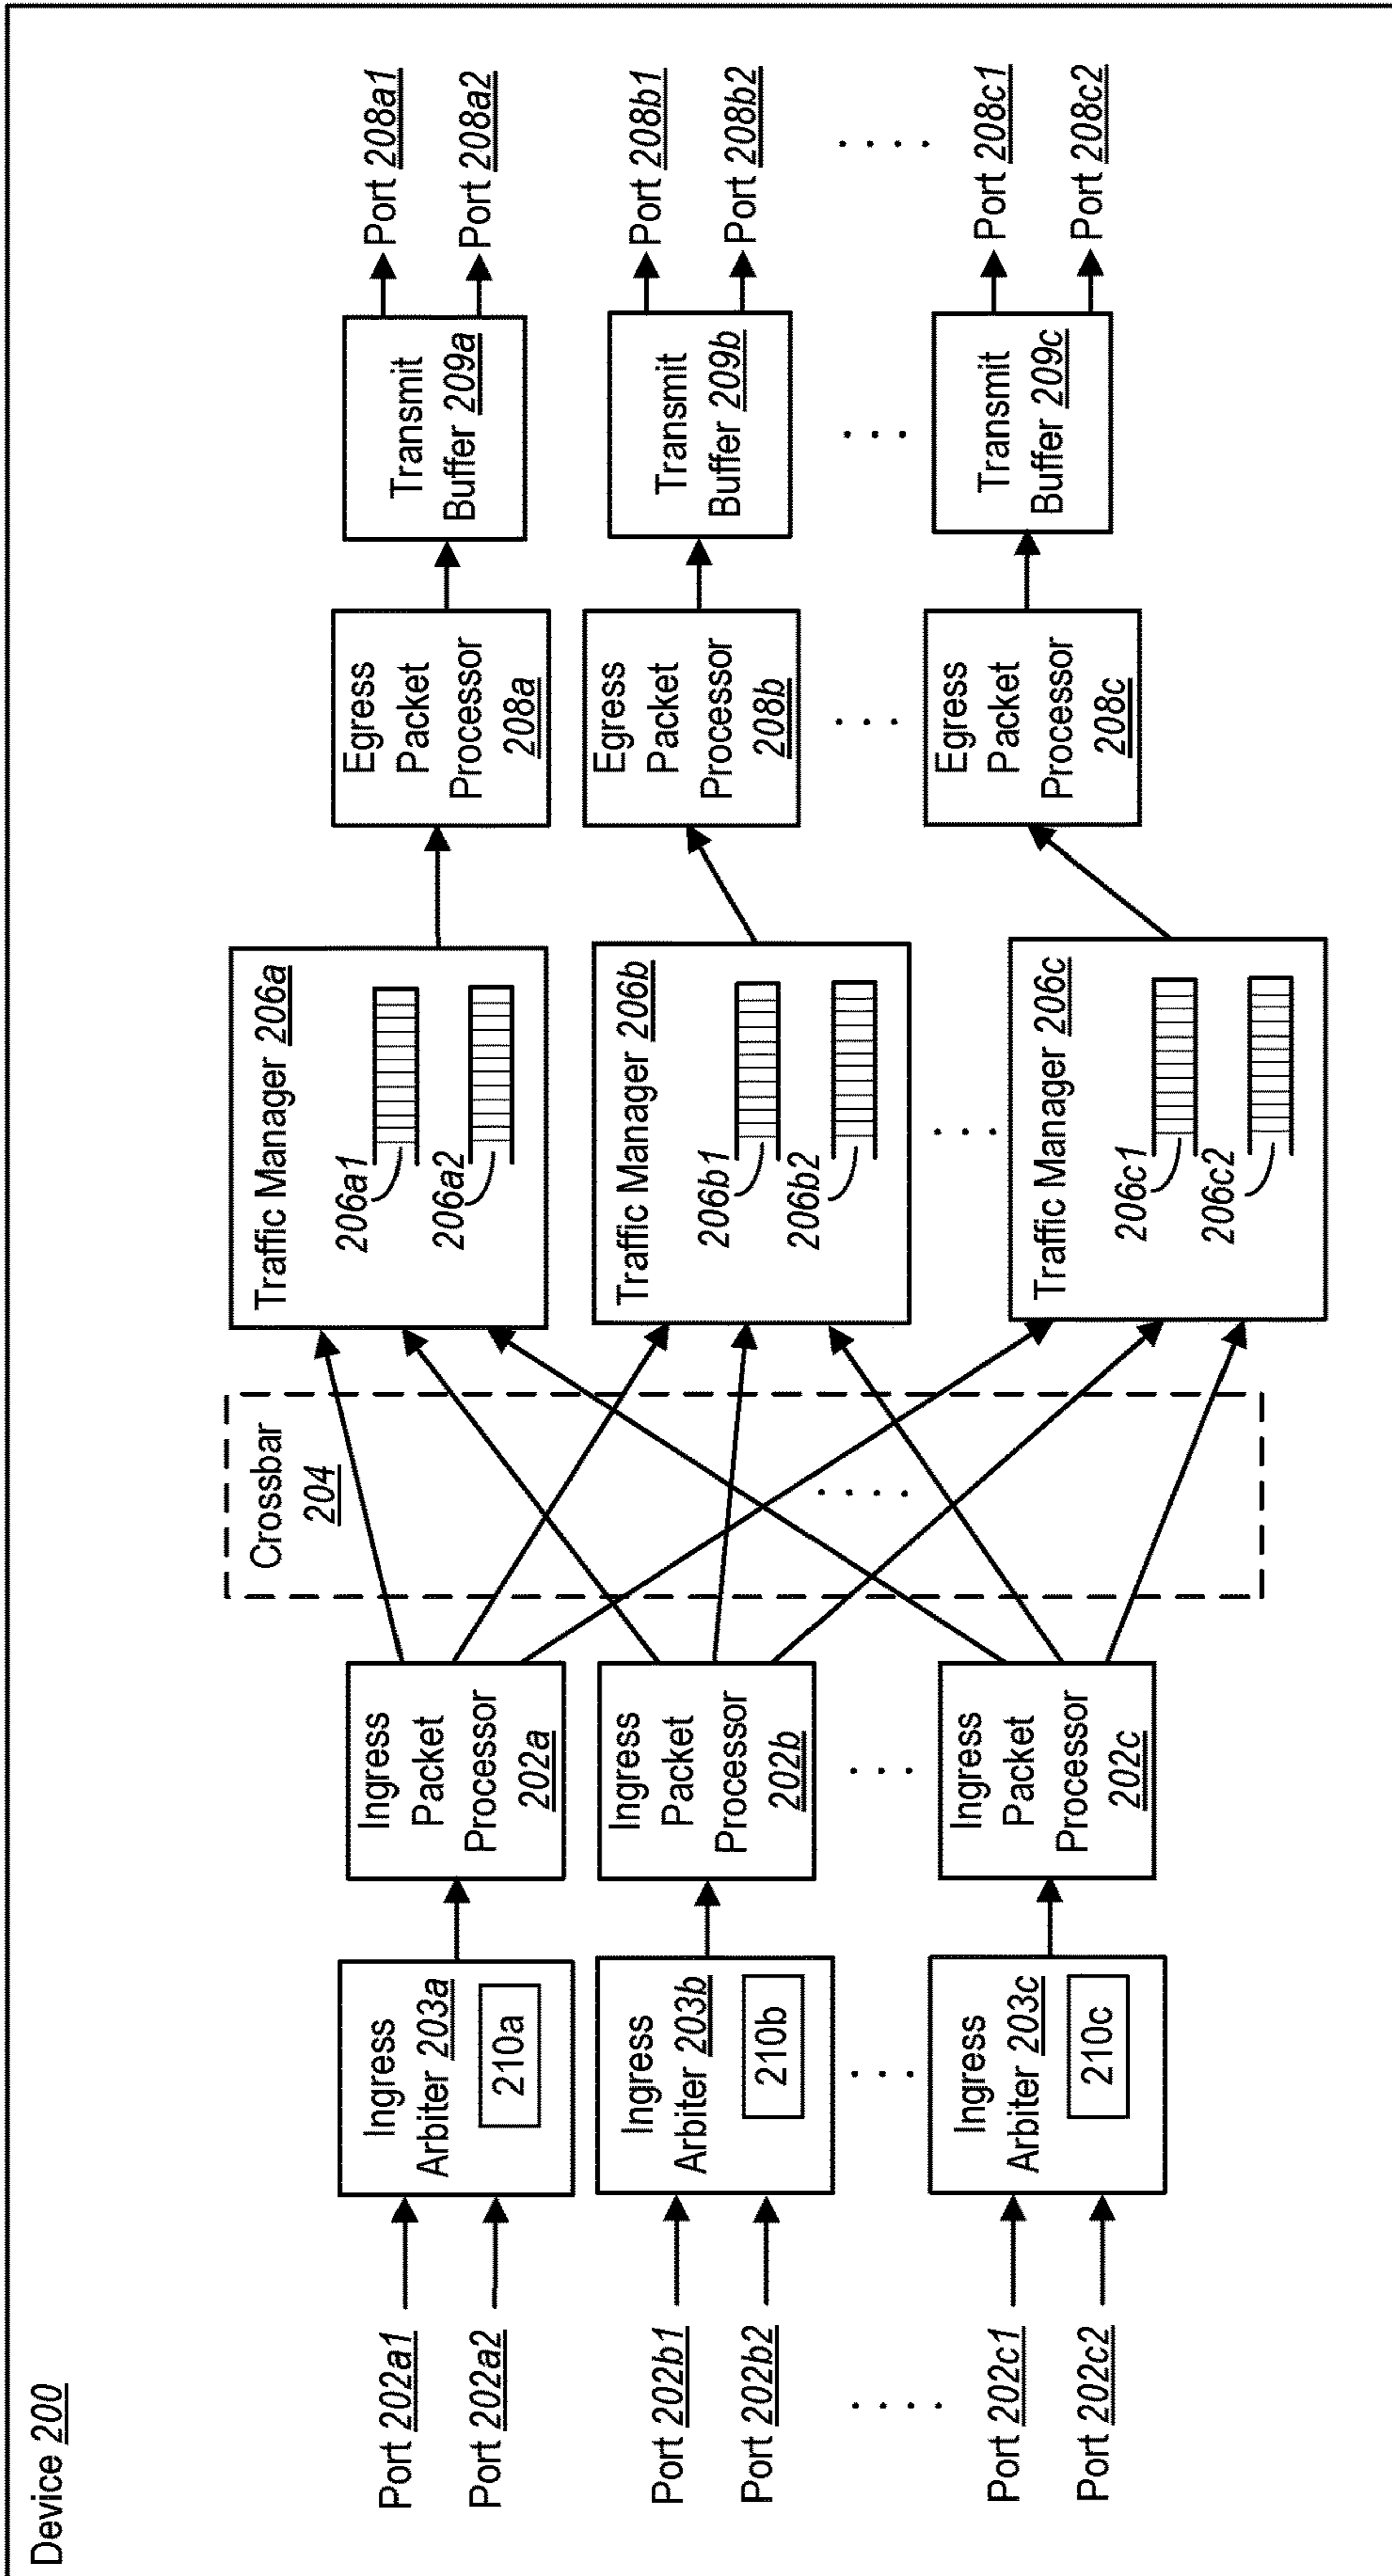 Device 200
Port 202a1
Port 202a2
Port 202b1
Port 202b2
. . . .
Port 202c1
Port 202c2
Ingress
Arbiter 203a
210a
Ingress
Arbiter 203b
210b
. . .
Ingress
Arbiter 203c
210c
Ingress
Packet
Processor
202a
Ingress
Packet
Processor
202b
. . .
Ingress
Packet
Processor
202c
Crossbar
204
. . . .
Traffic Manager 206a
206a1
206a2
Traffic Manager 206b
206b1
206b2
. . .
Traffic Manager 206c
206c1
206c2
Egress
Packet
Processor
208a
Egress
Packet
Processor
208b
. . .
Egress
Packet
Processor
208c
Transmit
Buffer 209a
Transmit
Buffer 209b
. . .
Transmit
Buffer 209c
Port 208a1
Port 208a2
Port 208b1
Port 208b2
. . . .
Port 208c1
Port 208c2